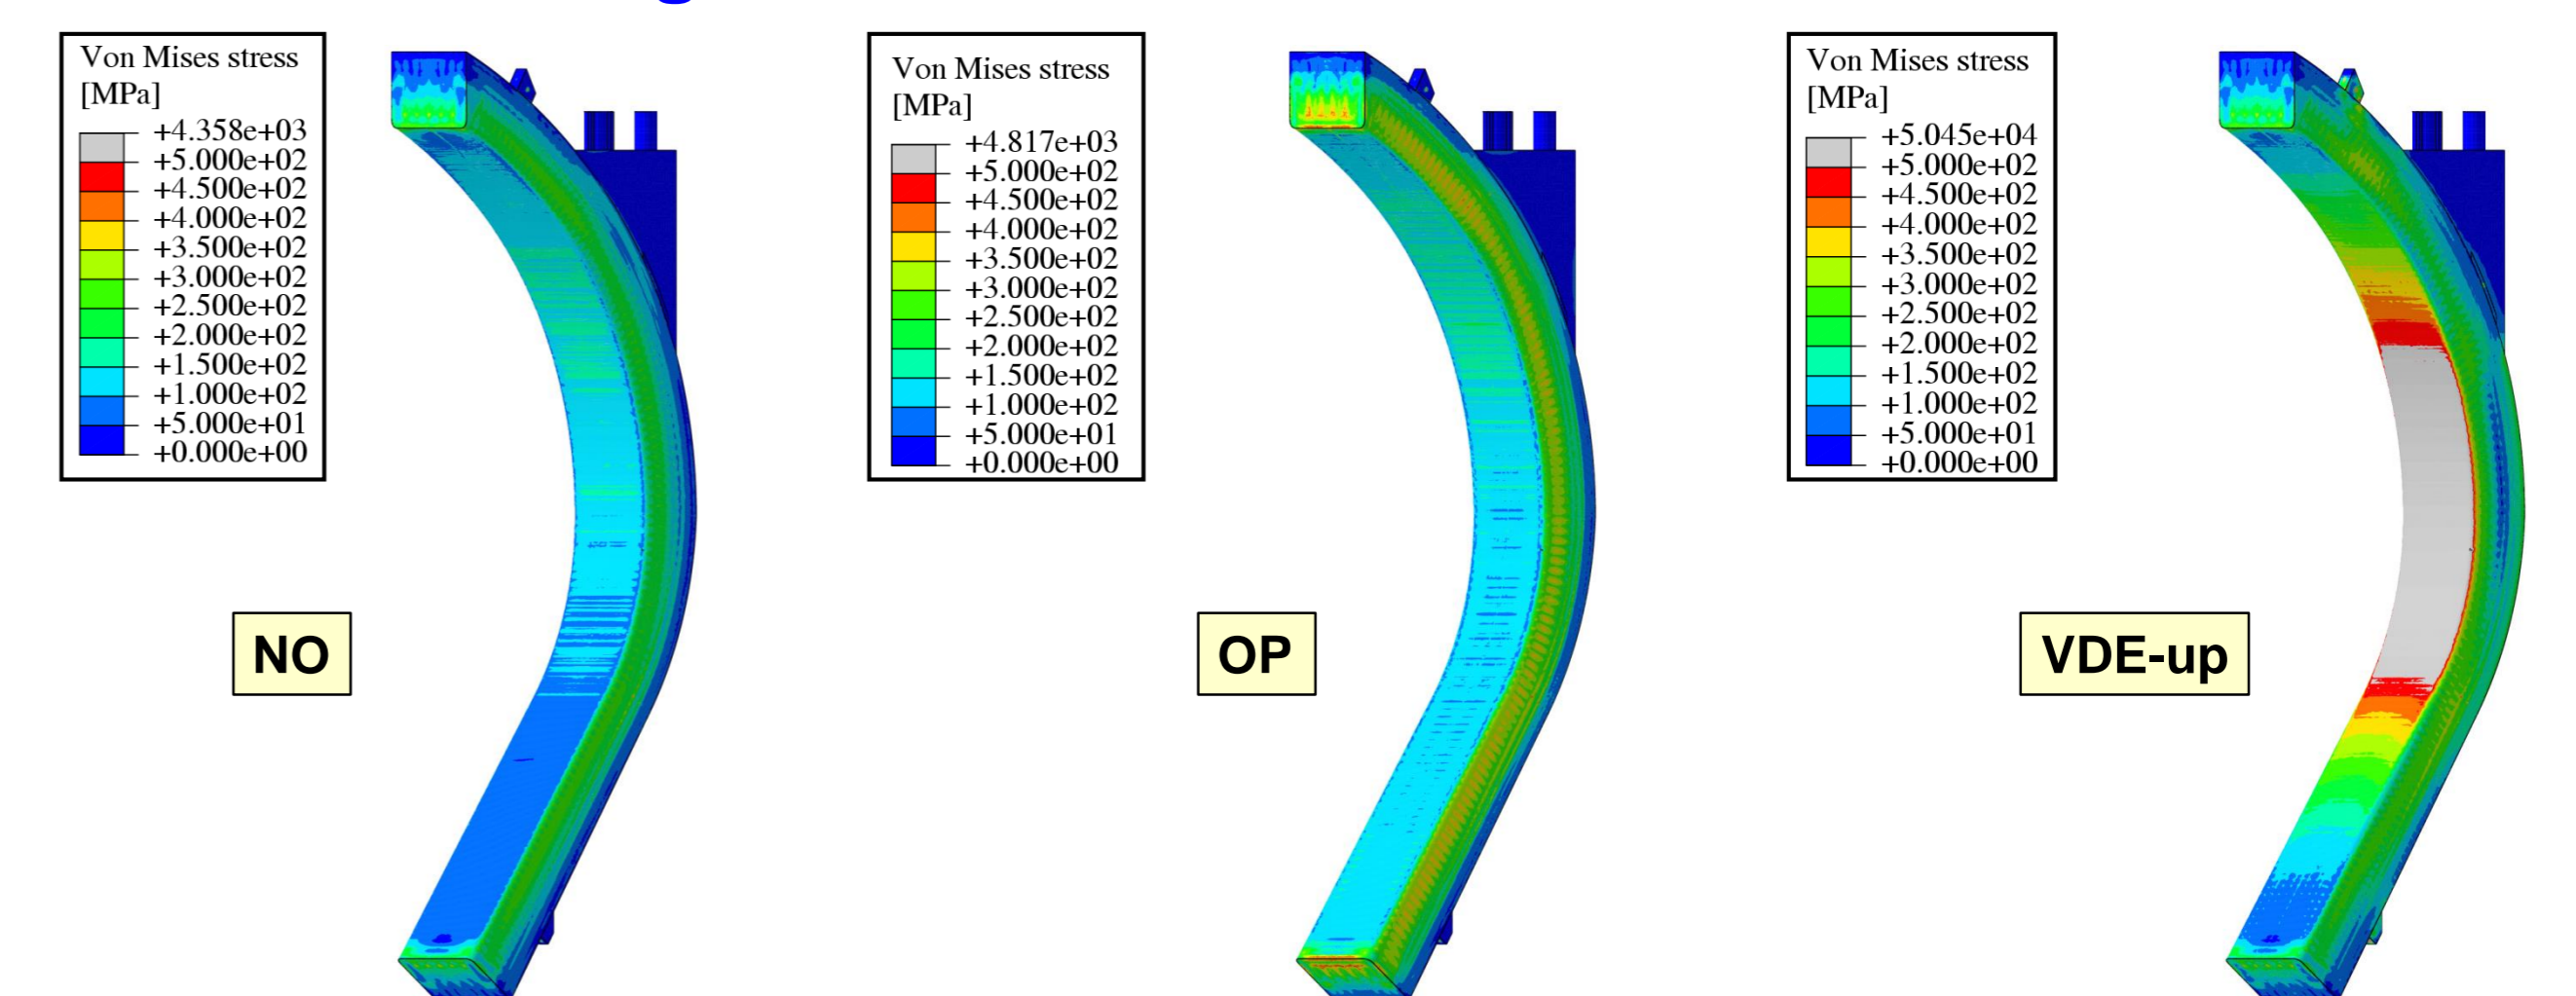 Von Mises stress
[MPa]
+4.358e+03
+5.000e+02
+4.500e+02
+4.000e+02
+3.500e+02
+3.000e+02
+2.500e+02
+2.000e+02
+1.500e+02
+1.000e+02
+5.000e+01
+0.000e+00
NO
Von Mises stress
[MPa]
+4.817e+03
+5.000e+02
+4.500e+02
+4.000e+02
+3.500e+02
+3.000e+02
+2.500e+02
+2.000e+02
+1.500e+02
+1.000e+02
+5.000e+01
+0.000e+00
OP
Von Mises stress
[MPa]
+5.045e+04
+5.000e+02
+4.500e+02
+4.000e+02
+3.500e+02
+3.000e+02
+2.500e+02
+2.000e+02
+1.500e+02
+1.000e+02
+5.000e+01
+0.000e+00
VDE-up